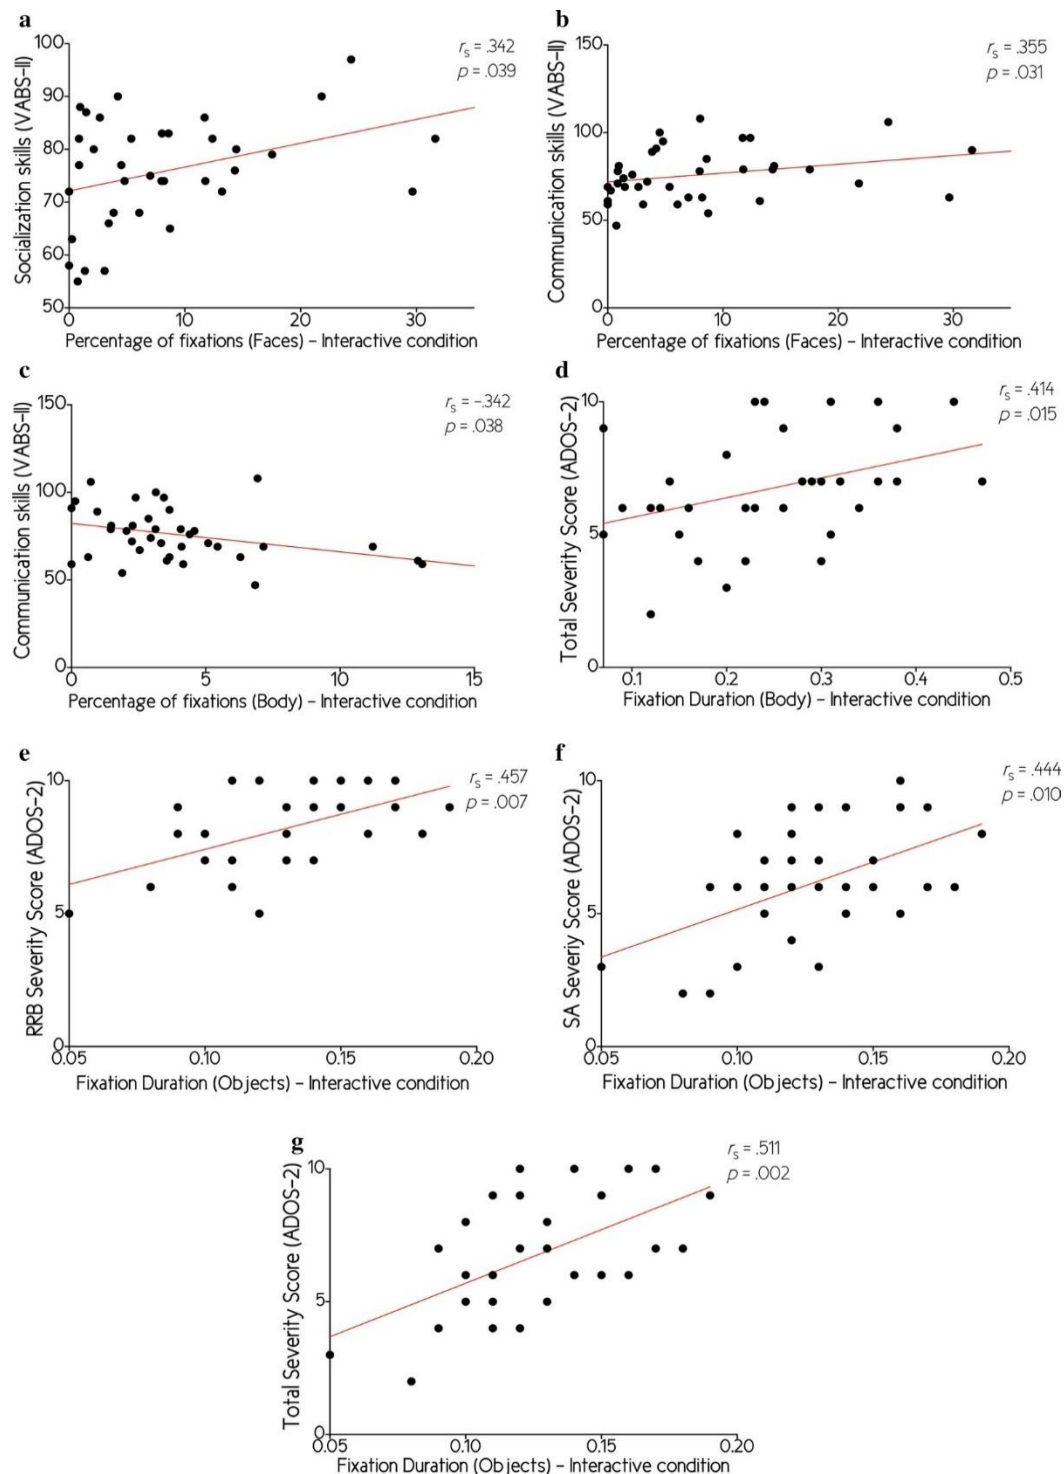 a
Socialization skills (VABS-II)
100
90
80
70
60
50
0
10
20
30
Percentage of fixations (Faces) – Interactive condition
rs = .342
p = .039
b
Communication skills (VABS-II)
150
100
50
0
0
10
20
30
Percentage of fixations (Faces) – Interactive condition
rs = .355
p = .031
c
Communication skills (VABS-II)
150
100
50
0
0
5
10
15
Percentage of fixations (Body) – Interactive condition
rs = -.342
p = .038
d
Total Severity Score (ADOS-2)
10
5
0
0.1
0.2
0.3
0.4
0.5
Fixation Duration (Body) – Interactive condition
rs = .414
p = .015
e
RRB Severity Score (ADOS-2)
10
5
0
0.05
0.10
0.15
0.20
Fixation Duration (Objects) – Interactive condition
rs = .457
p = .007
f
SA Severiy Score (ADOS-2)
10
5
0
0.05
0.10
0.15
0.20
Fixation Duration (Objects) – Interactive condition
rs = .444
p = .010
g
Total Severity Score (ADOS-2)
10
5
0
0.05
0.10
0.15
0.20
Fixation Duration (Objects) – Interactive condition
rs = .511
p = .002